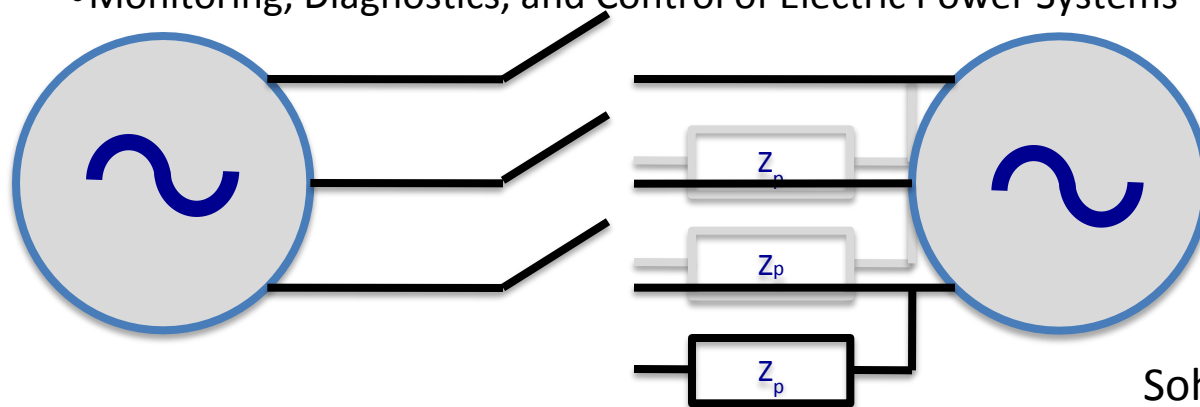 •Monitoring, Diagnostics, and Control of Electric Power Systems
Zp
Zp
Zp